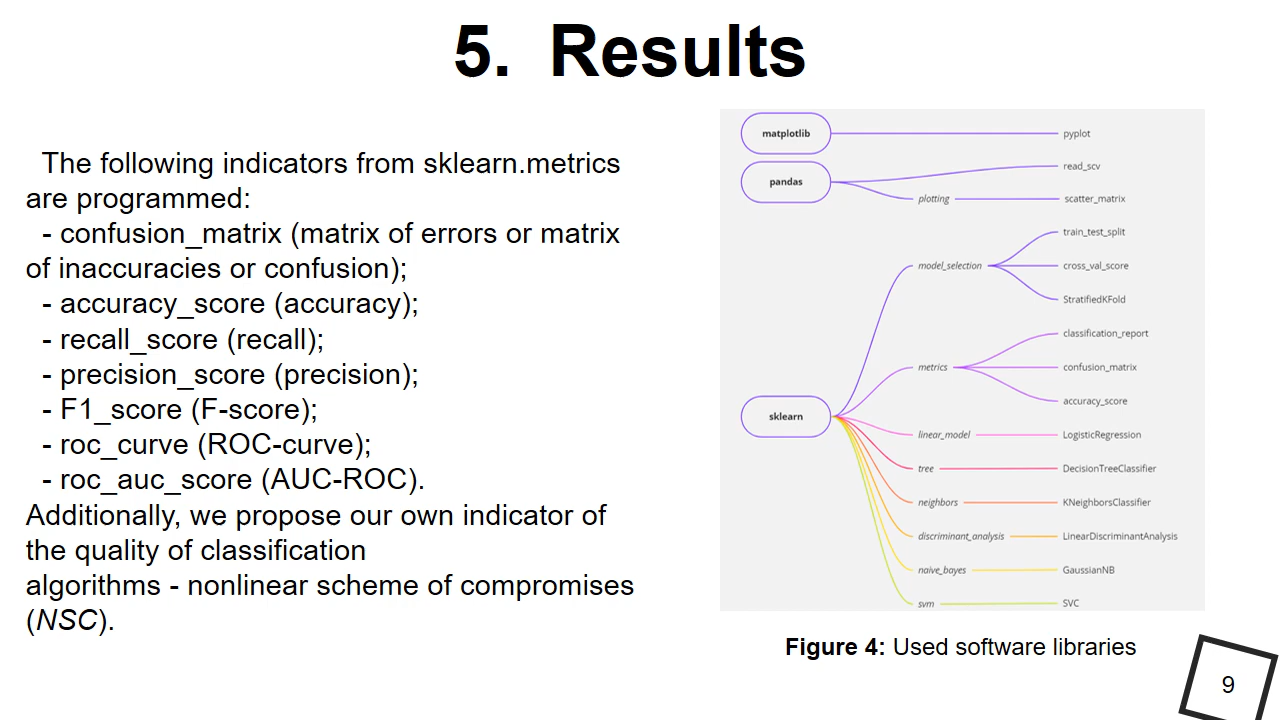 5. Results
The following indicators from sklearn.metrics
are programmed:
- confusion_matrix (matrix of errors or matrix
of inaccuracies or confusion);
- accuracy_score (accuracy);
- recall_score (recall);
- precision_score (precision);
- F1_score (F-score);
- roc_curve (ROC-curve);
- roc_auc_score (AUC-ROC).
Additionally, we propose our own indicator of
the quality of classification
algorithms - nonlinear scheme of compromises
(NSC).
matplotlib
pyplot
pandas
read_scv
plotting
scatter_matrix
sklearn
model_selection
train_test_split
cross_val_score
StratifiedKFold
metrics
classification_report
confusion_matrix
accuracy_score
linear_model
LogisticRegression
tree
DecisionTreeClassifier
neighbors
KNeighborsClassifier
discriminant_analysis
LinearDiscriminantAnalysis
naive_bayes
GaussianNB
svm
SVC
Figure 4: Used software libraries
9